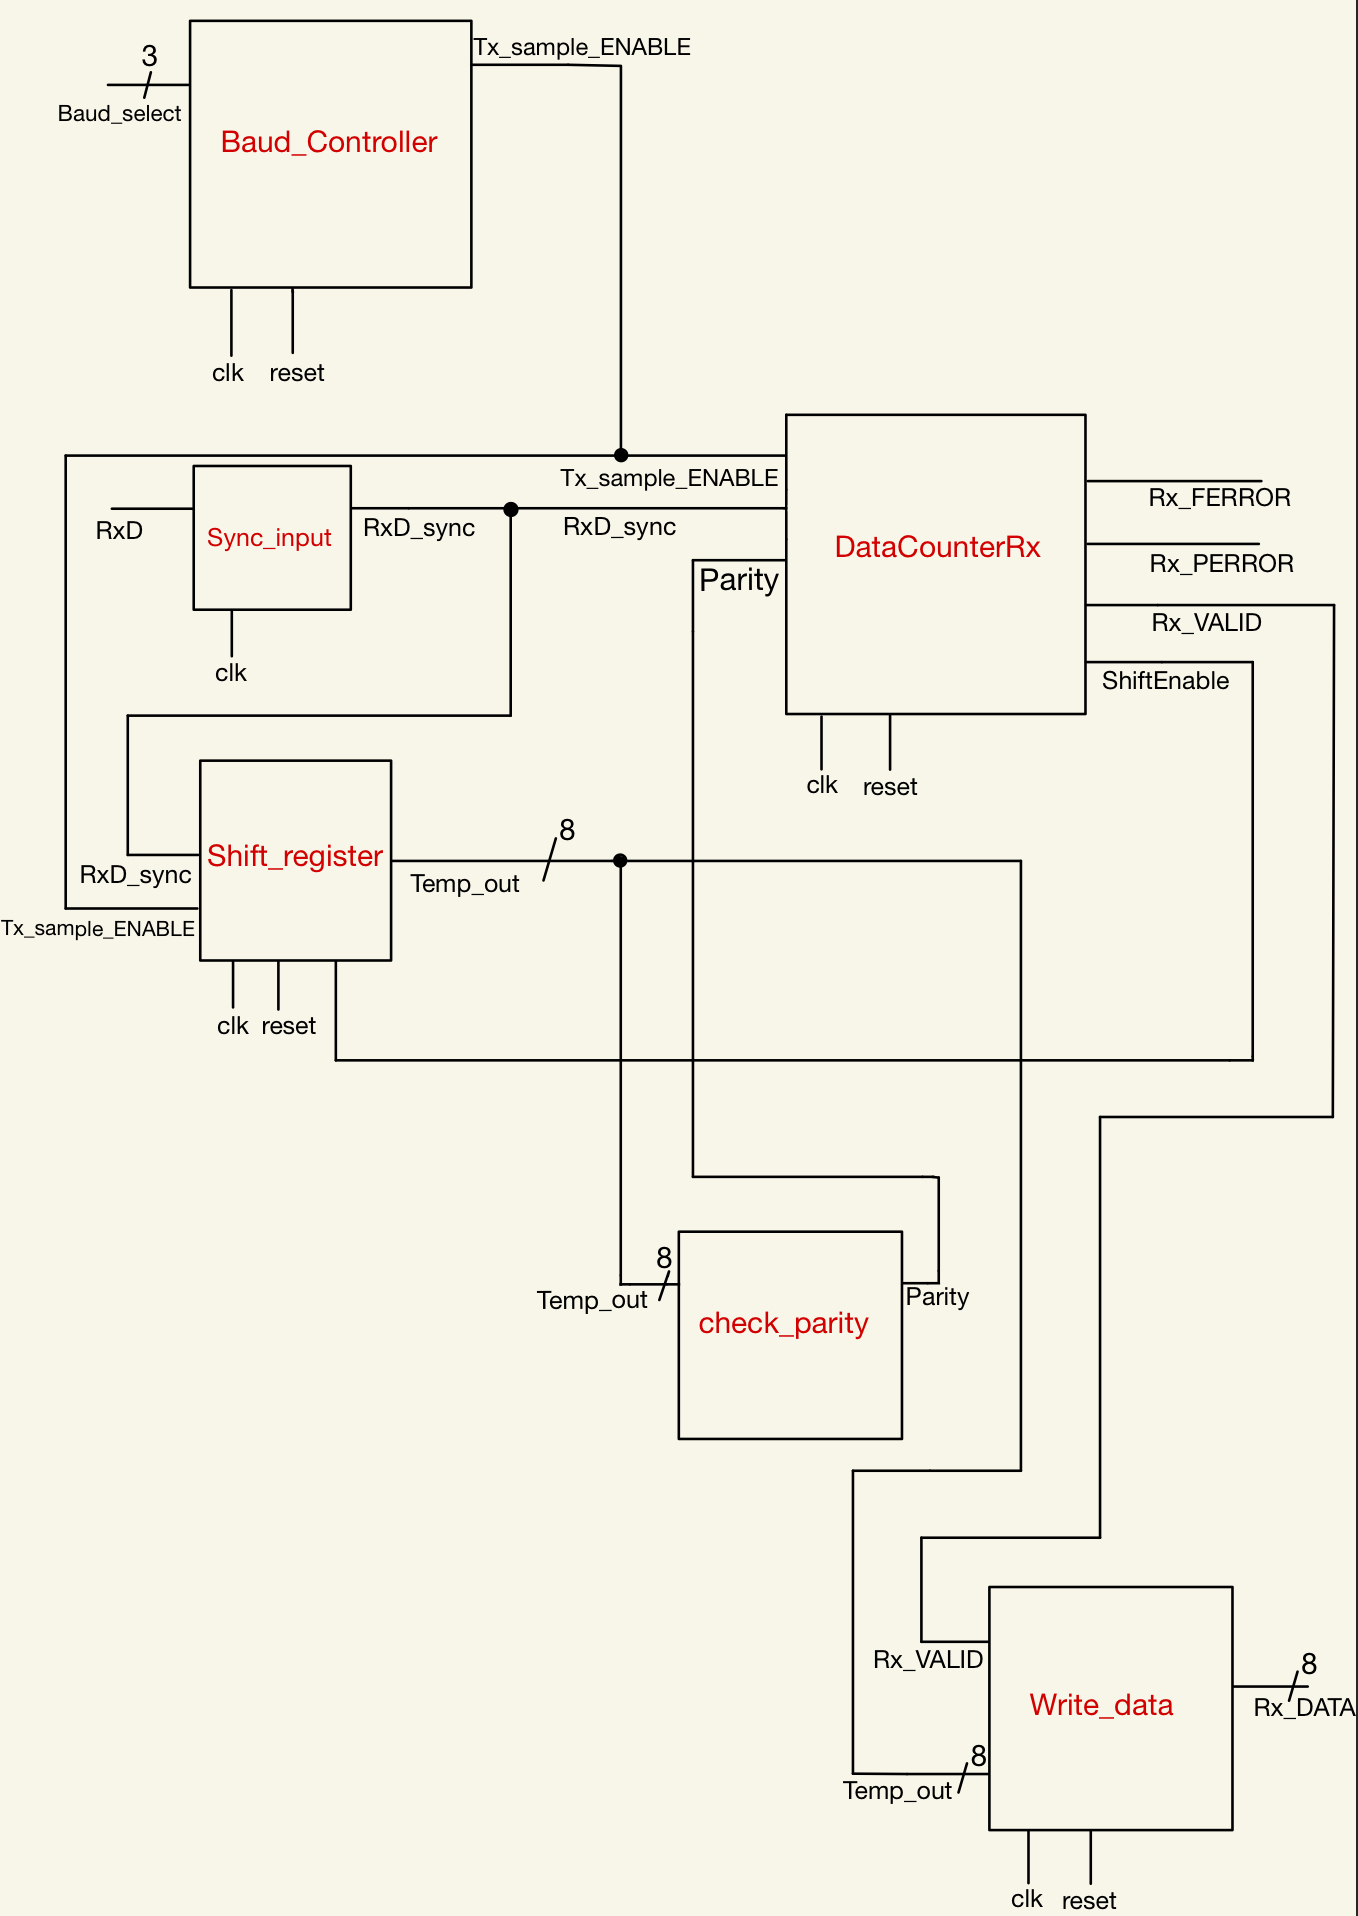 Tx_sample_ENABLE
3
Baud_select
Baud_Controller
clk reset
Tx_sample_ENABLE
RxD
Sync_input
RxD_sync
RxD_sync
clk
Parity
DataCounterRx
Rx_FERROR
Rx_PERROR
Rx_VALID
ShiftEnable
clk reset
RxD_sync
Tx_sample_ENABLE
Shift_register
8
Temp_out
clk reset
8
Temp_out
check_parity
Parity
Rx_VALID
Write_data
8
Rx_DATA
8
Temp_out
clk reset